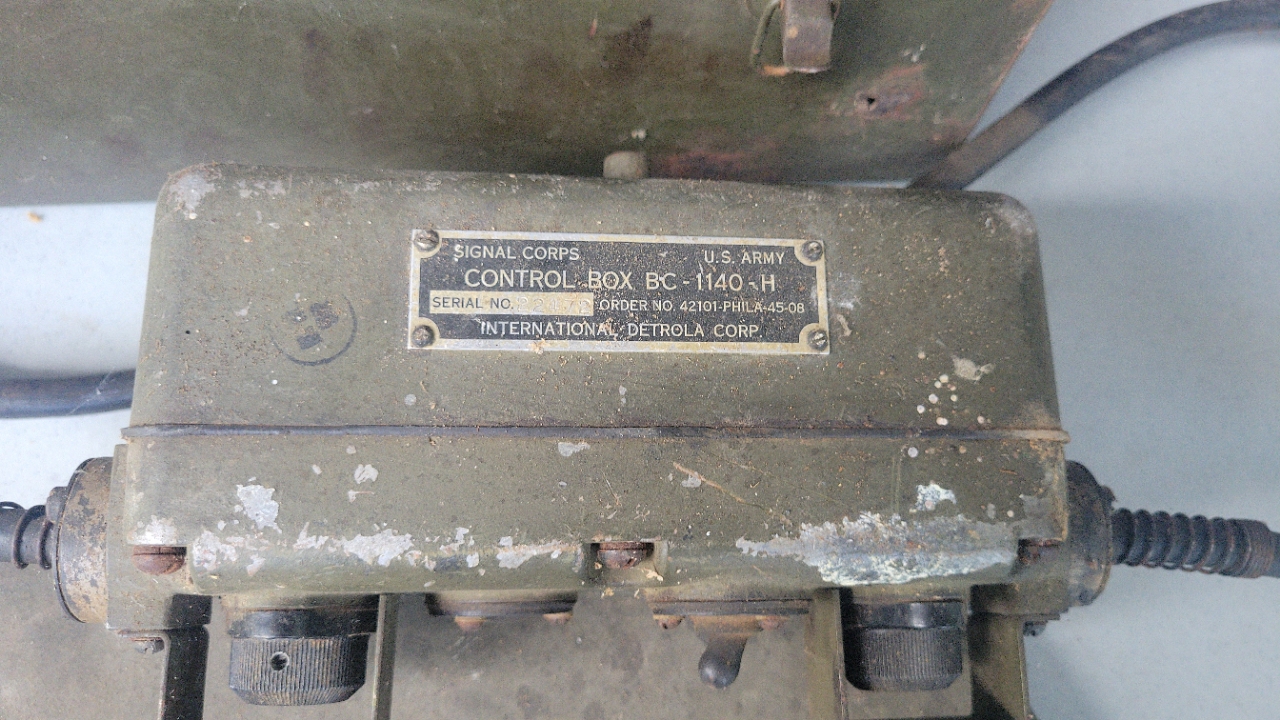 SIGNAL CORPS U.S. ARMY
CONTROL BOX BC-1140-H
SERIAL NO. ORDER NO. 42101-PHILA-45-08
INTERNATIONAL DETROLA CORP.